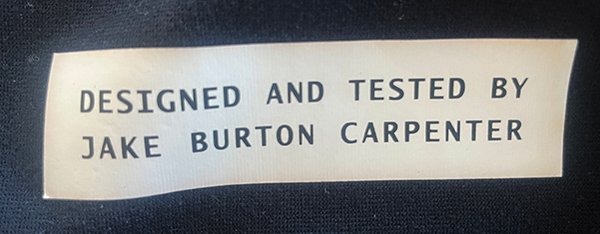 DESIGNED AND TESTED BY
JAKE BURTON CARPENTER